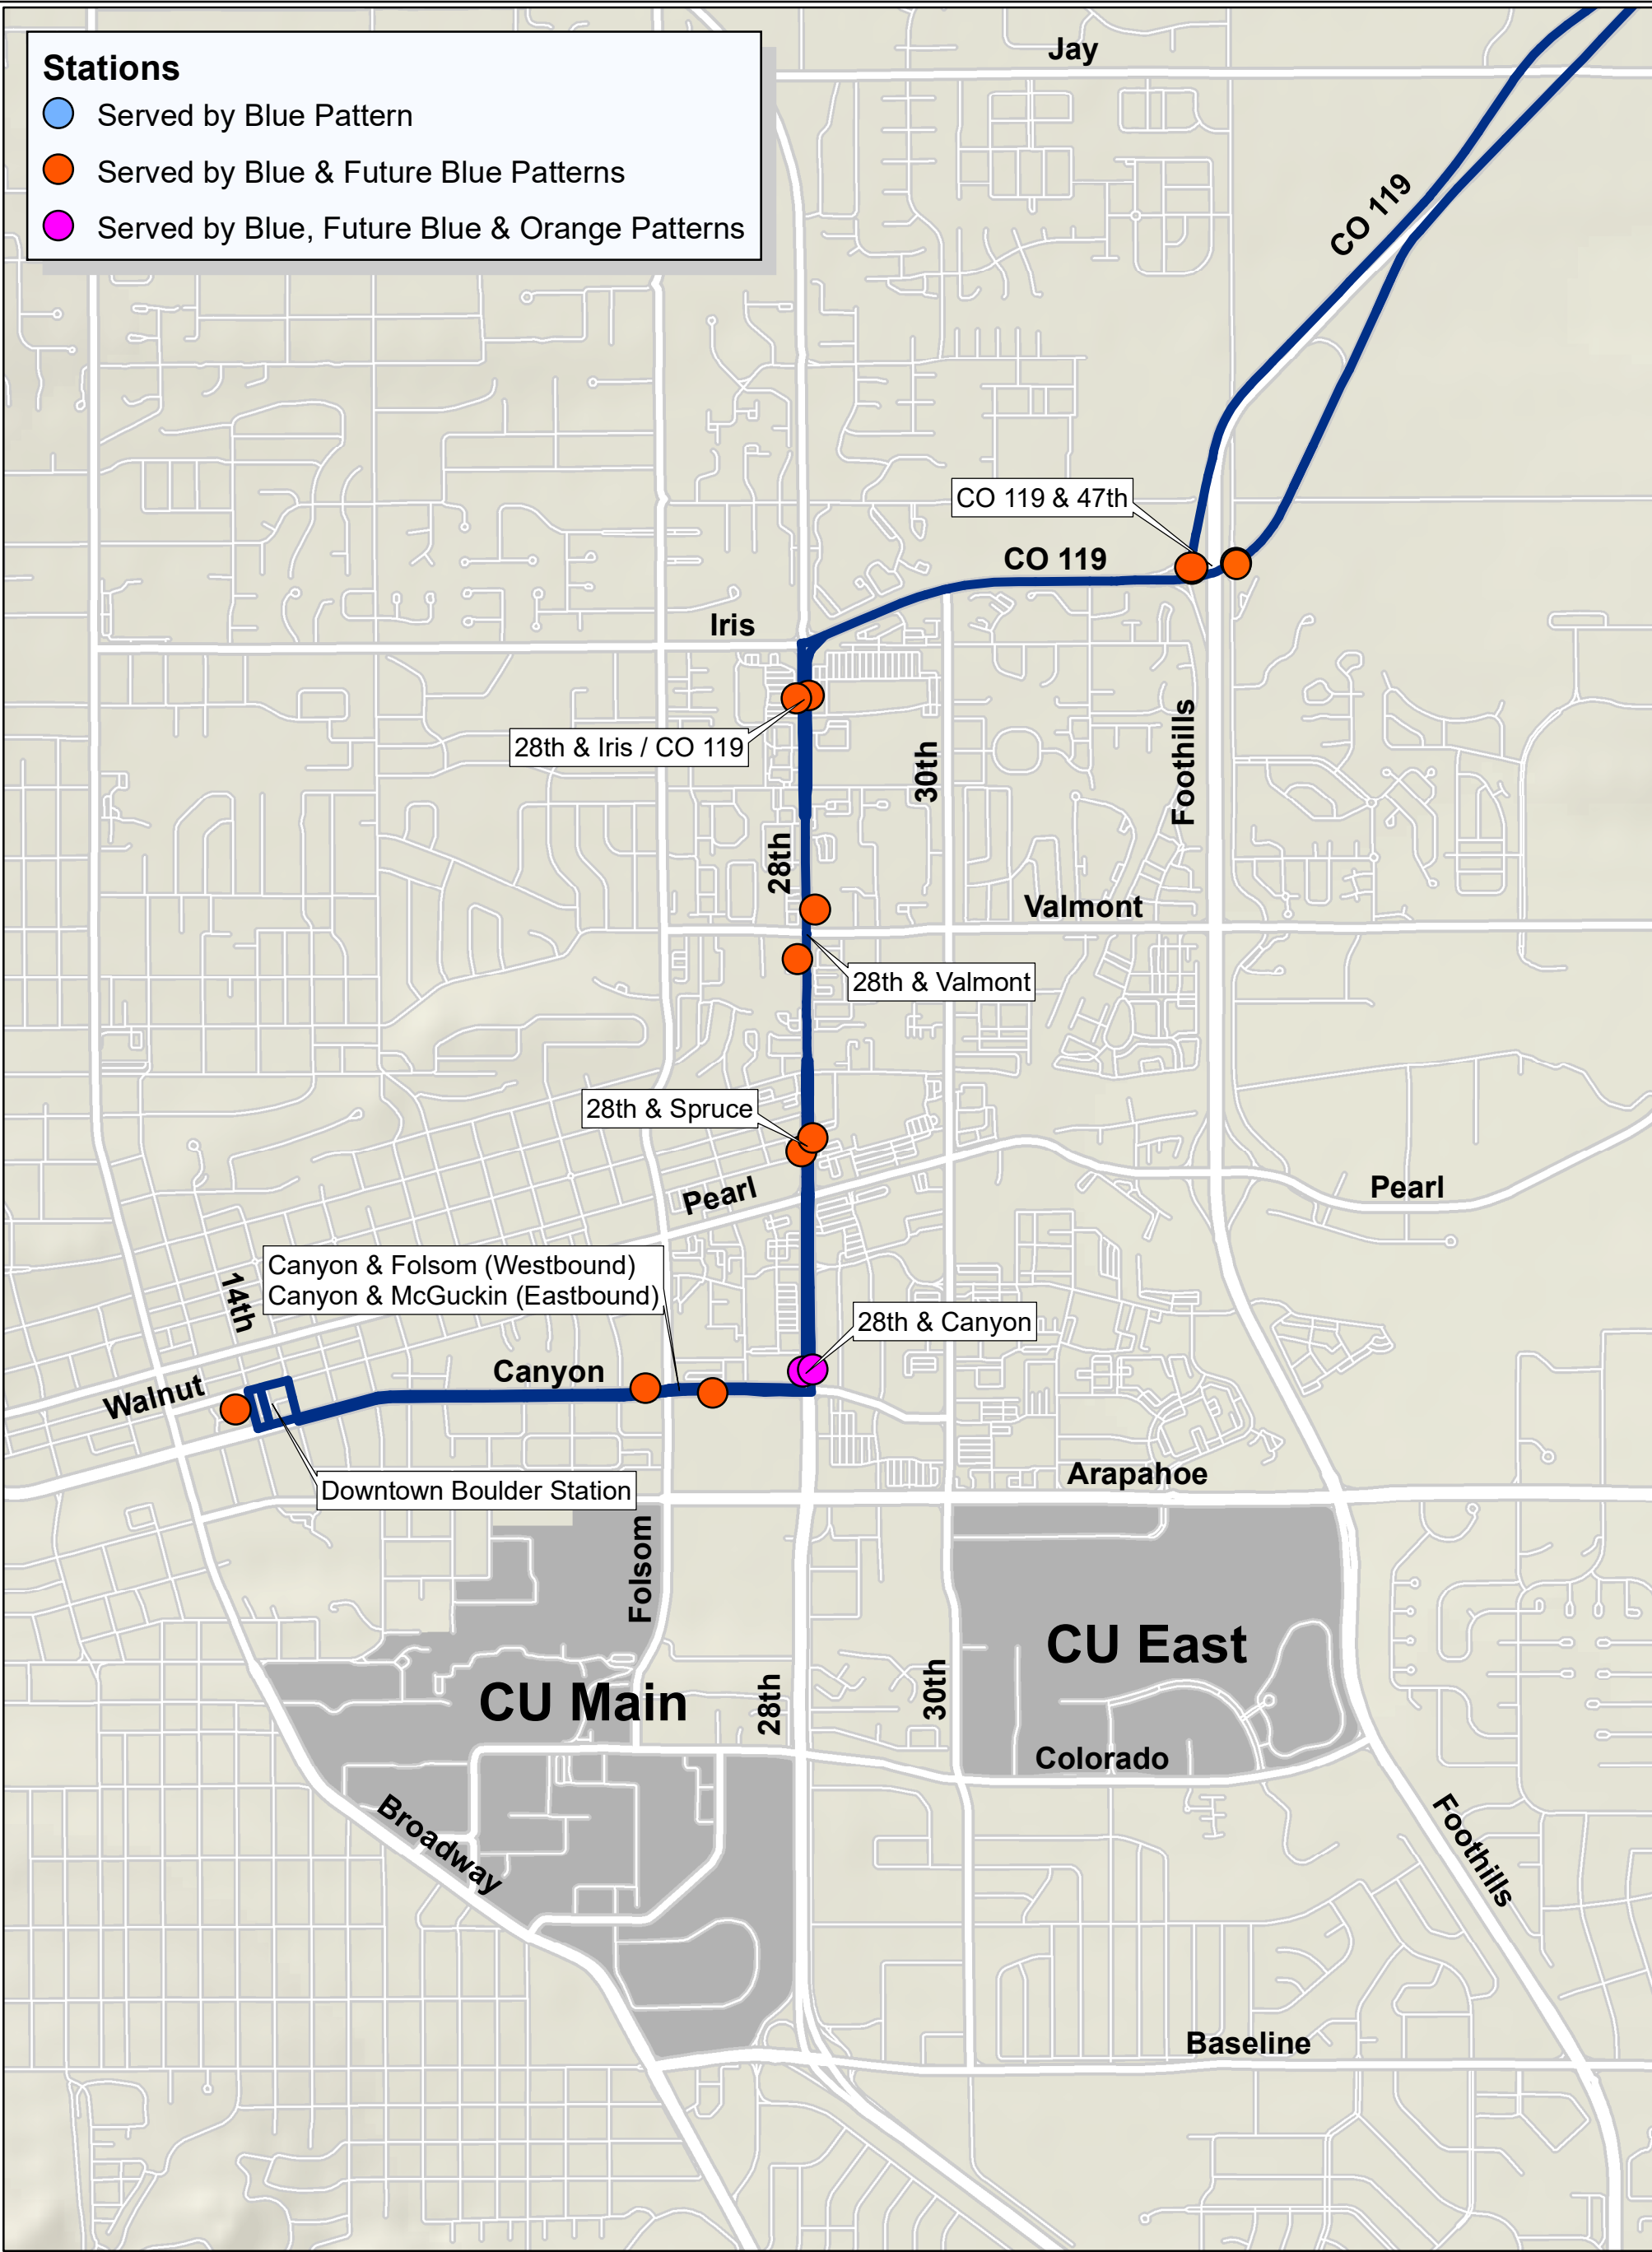 Stations
Served by Blue Pattern
Served by Blue & Future Blue Patterns
Served by Blue, Future Blue & Orange Patterns
Jay
CO 119
CO 119 & 47th
CO 119
Iris
28th & Iris / CO 119
30th
Foothills
28th
Valmont
28th & Valmont
28th & Spruce
Pearl
Pearl
Canyon & Folsom (Westbound)
Canyon & McGuckin (Eastbound)
14th
28th & Canyon
Canyon
Walnut
Downtown Boulder Station
Arapahoe
Folsom
CU East
CU Main
28th
30th
Colorado
Broadway
Foothills
Baseline